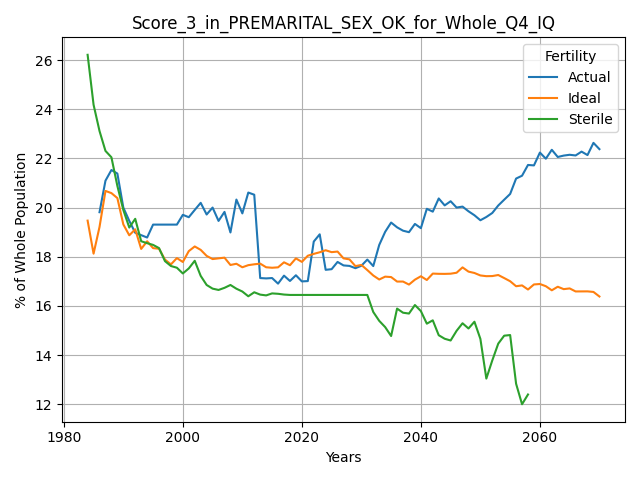 Score_3_in_PREMARITAL_SEX_OK_for_Whole_Q4_IQ
Fertility
Actual
Ideal
Sterile
% of Whole Population
26
24
22
20
18
16
14
12
1980
2000
2020
2040
2060
Years